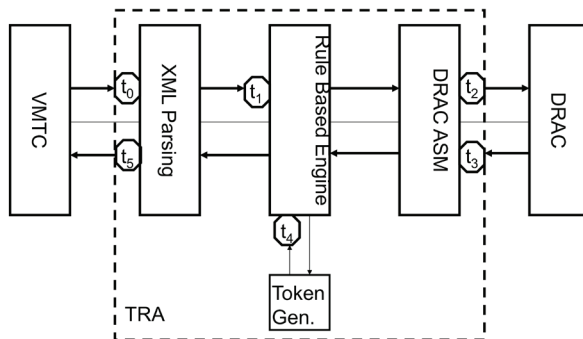 VMTC
t0
t5
XML Parsing
t1
Rule Based Engine
t4
Token
Gen.
DRAC ASM
t2
t3
DRAC
TRA